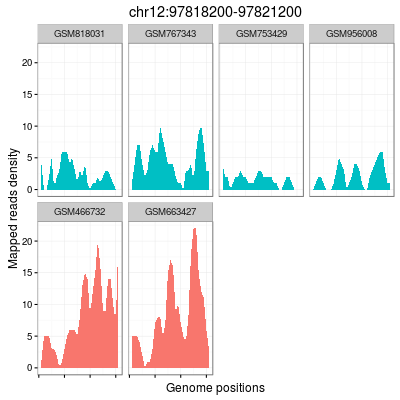 chr12:97818200-97821200
GSM818031 GSM767343 GSM753429 GSM956008
20
15
10
5
0
GSM466732 GSM663427
20
15
10
5
0
Mapped reads density
Genome positions